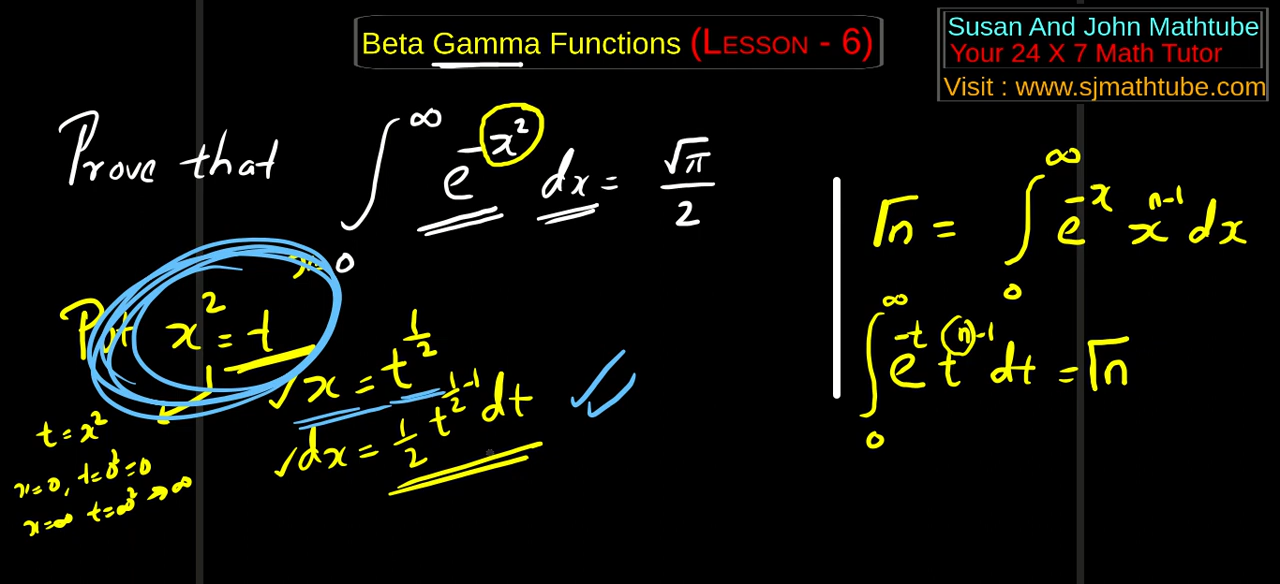 Beta Gamma Functions (LESSON - 6)
Susan And John Mathtube
Your 24 X 7 Math Tutor
Visit : www.sjmathtube.com
Prove that ∫₀^∞ e^(-x²) dx = √π/2
Put x² = t
x = t^(1/2)
dx = 1/2 t^(1/2-1) dt
t = x²
x=0, t=0²=0
x=∞ t=∞² → ∞
Γn = ∫₀^∞ e^(-x) x^(n-1) dx
∫₀^∞ e^(-t) t^(n-1) dt = Γn